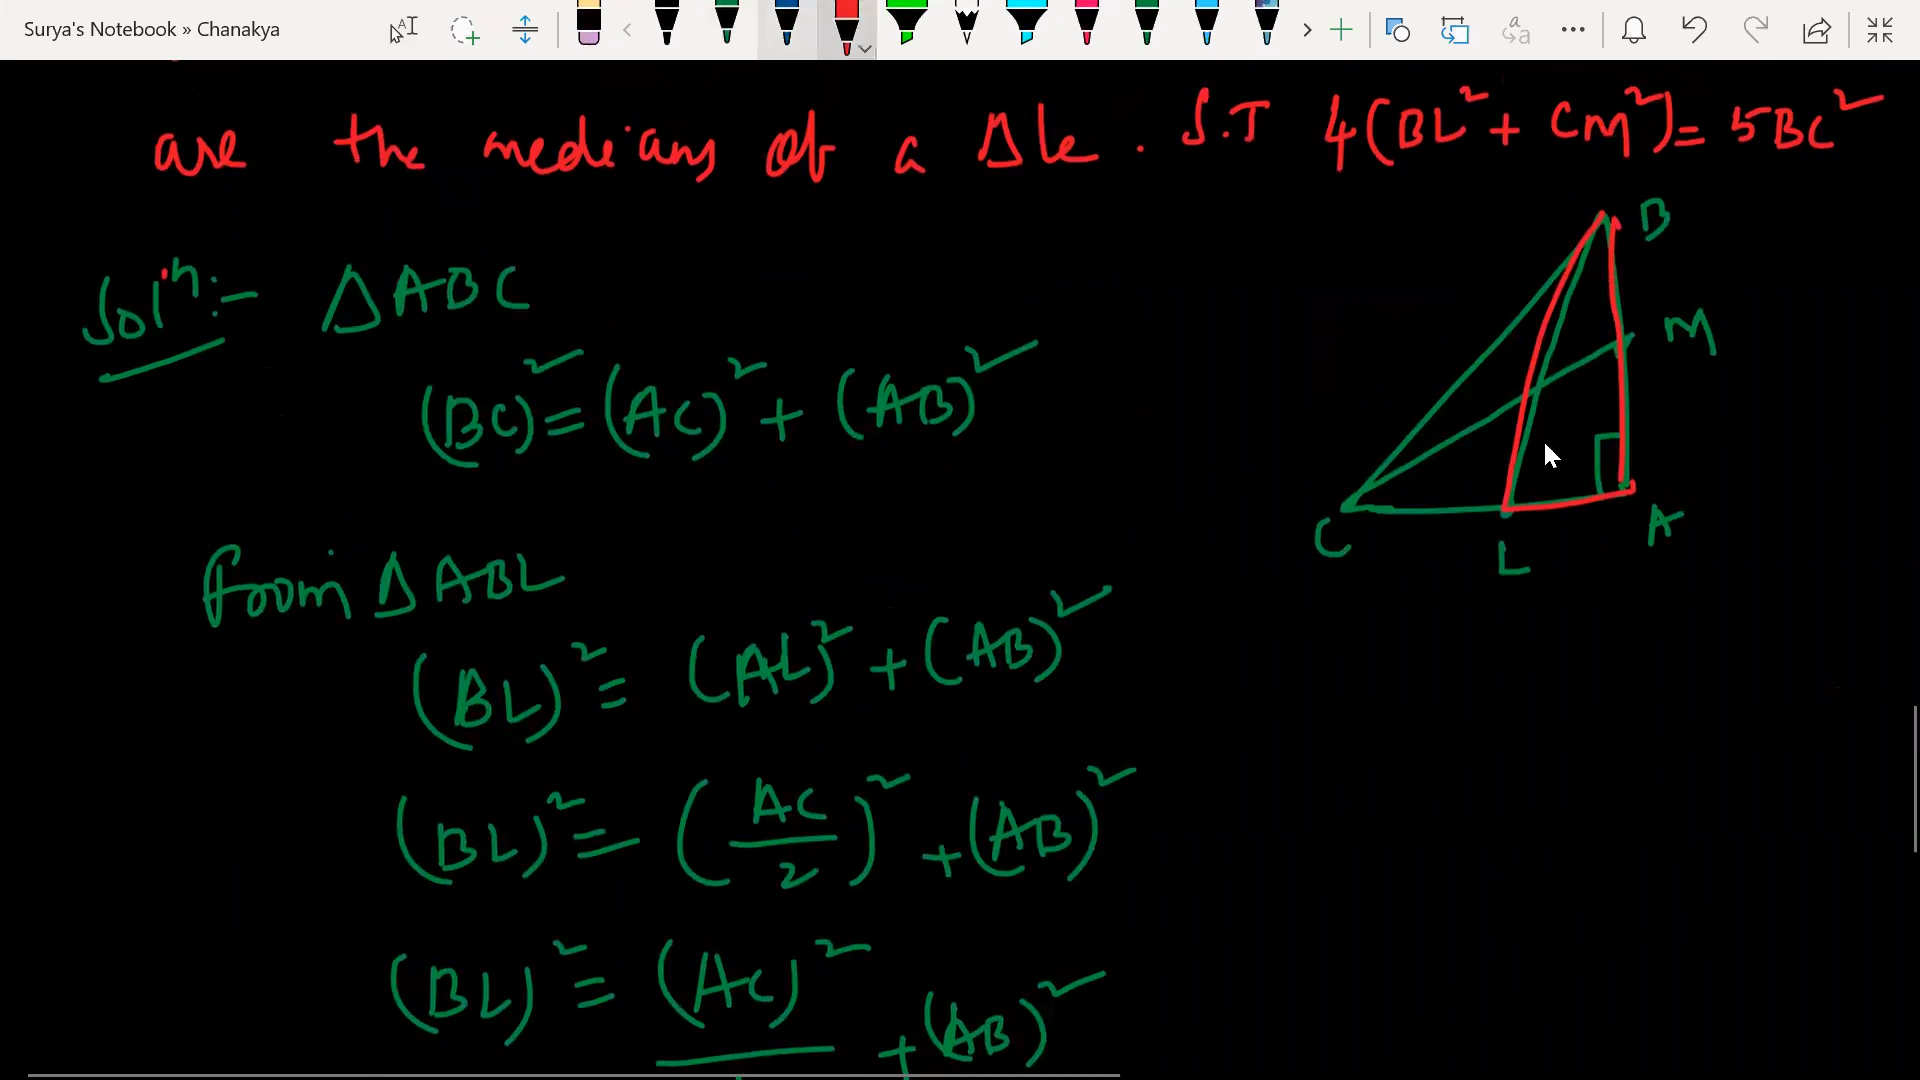 Surya's Notebook » Chanakya
are the medians of a Δle. S.T 4(BL²+ CM²)= 5BC²
Solⁿ:- ΔABC
(BC)²=(AC)²+(AB)²
from ΔABL
(BL)²= (AL)²+(AB)²
(BL)²= (AC/2)²+(AB)²
(BL)²= (AC)²
+(AB)²
B
M
C
L
A